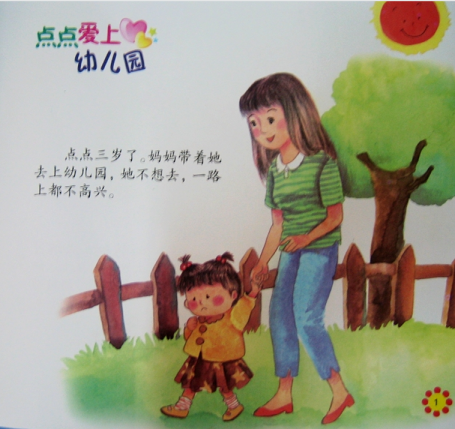 点点爱上
幼儿园
点点三岁了。妈妈带着她
去上幼儿园，她不想去，一路
上都不高兴。
1